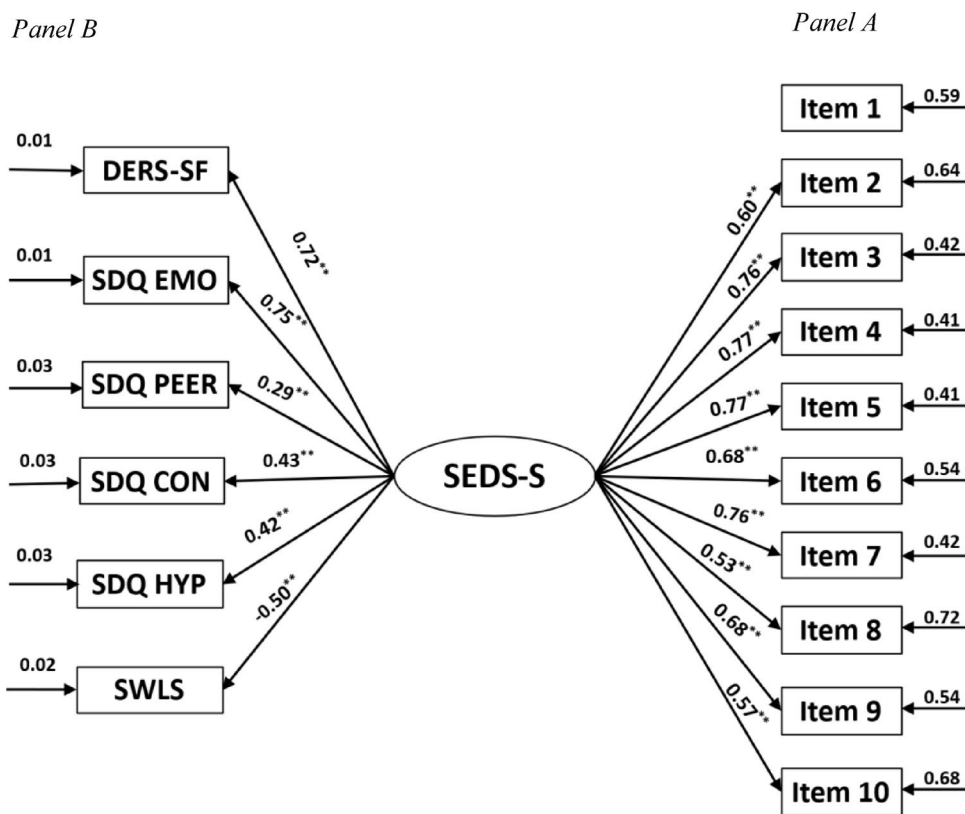 Panel B
Panel A
0.01
DERS-SF
0.72**
0.01
SDQ EMO
0.75**
0.03
SDQ PEER
0.29**
0.03
SDQ CON
0.43**
0.03
SDQ HYP
0.42**
0.02
SWLS
-0.50**
SEDS-S
Item 1
0.59
0.60**
Item 2
0.64
0.76**
Item 3
0.42
0.77**
Item 4
0.41
0.77**
Item 5
0.41
0.68**
Item 6
0.54
0.76**
Item 7
0.42
0.53**
Item 8
0.72
0.68**
Item 9
0.54
0.57**
Item 10
0.68